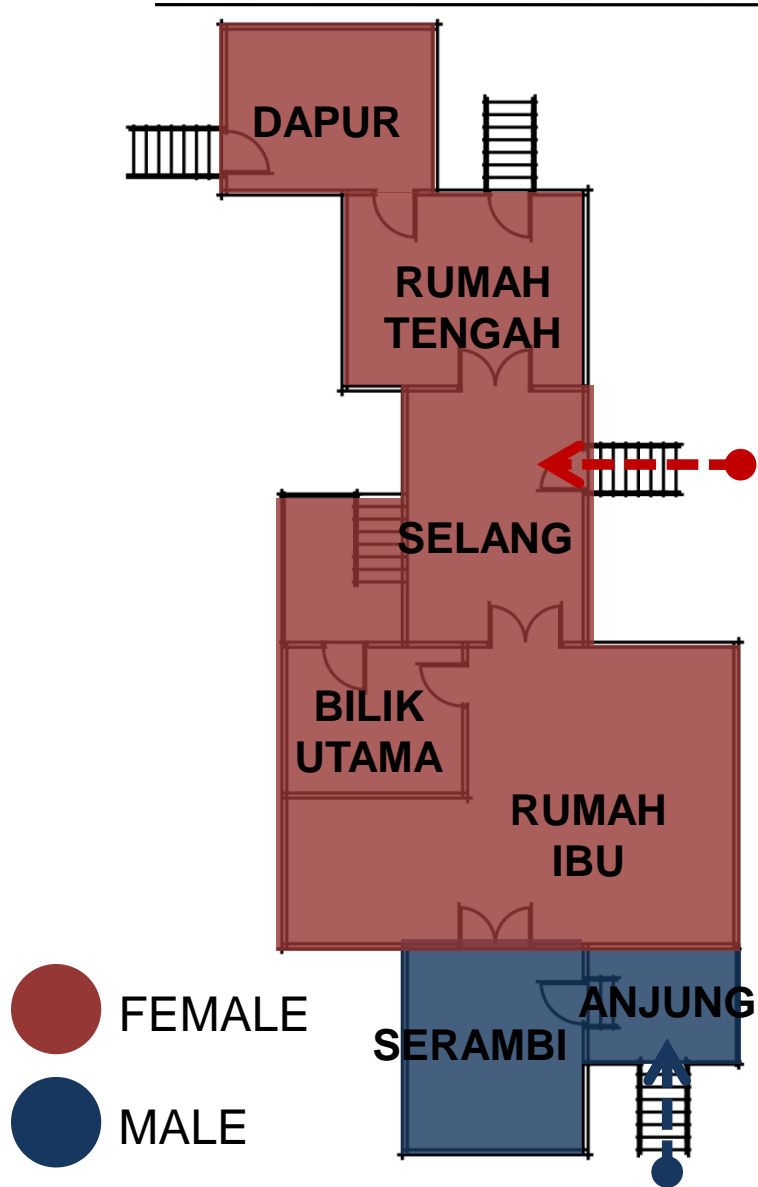 DAPUR
RUMAH
TENGAH
SELANG
BILIK
UTAMA
RUMAH
IBU
ANJUNG
SERAMBI
FEMALE
MALE